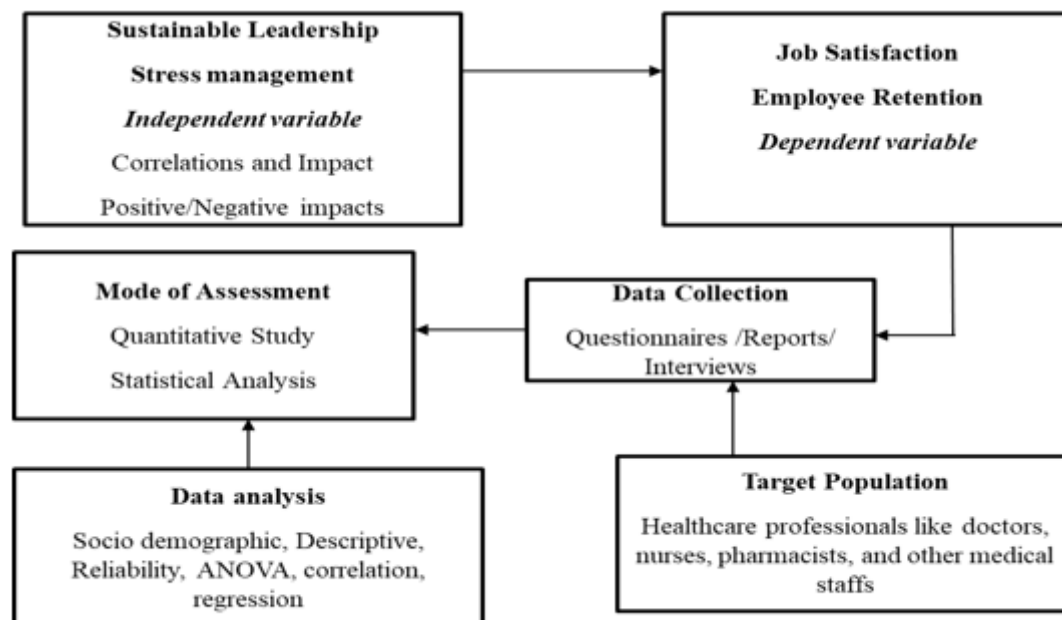 Sustainable Leadership
Stress management
Independent variable
Correlations and Impact
Positive/Negative impacts
Job Satisfaction
Employee Retention
Dependent variable
Mode of Assessment
Quantitative Study
Statistical Analysis
Data Collection
Questionnaires /Reports/
Interviews
Data analysis
Socio demographic, Descriptive,
Reliability, ANOVA, correlation,
regression
Target Population
Healthcare professionals like doctors,
nurses, pharmacists, and other medical
staffs